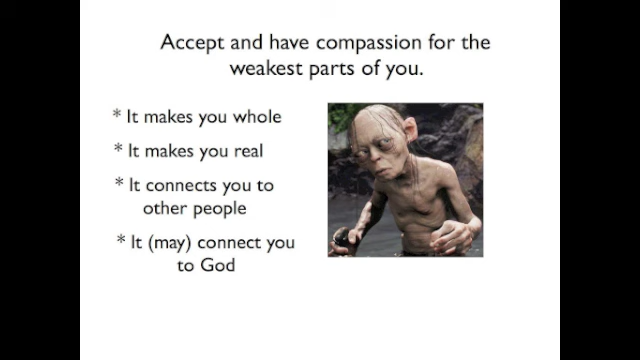 Accept and have compassion for the
weakest parts of you.
* It makes you whole
* It makes you real
* It connects you to
other people
* It (may) connect you
to God